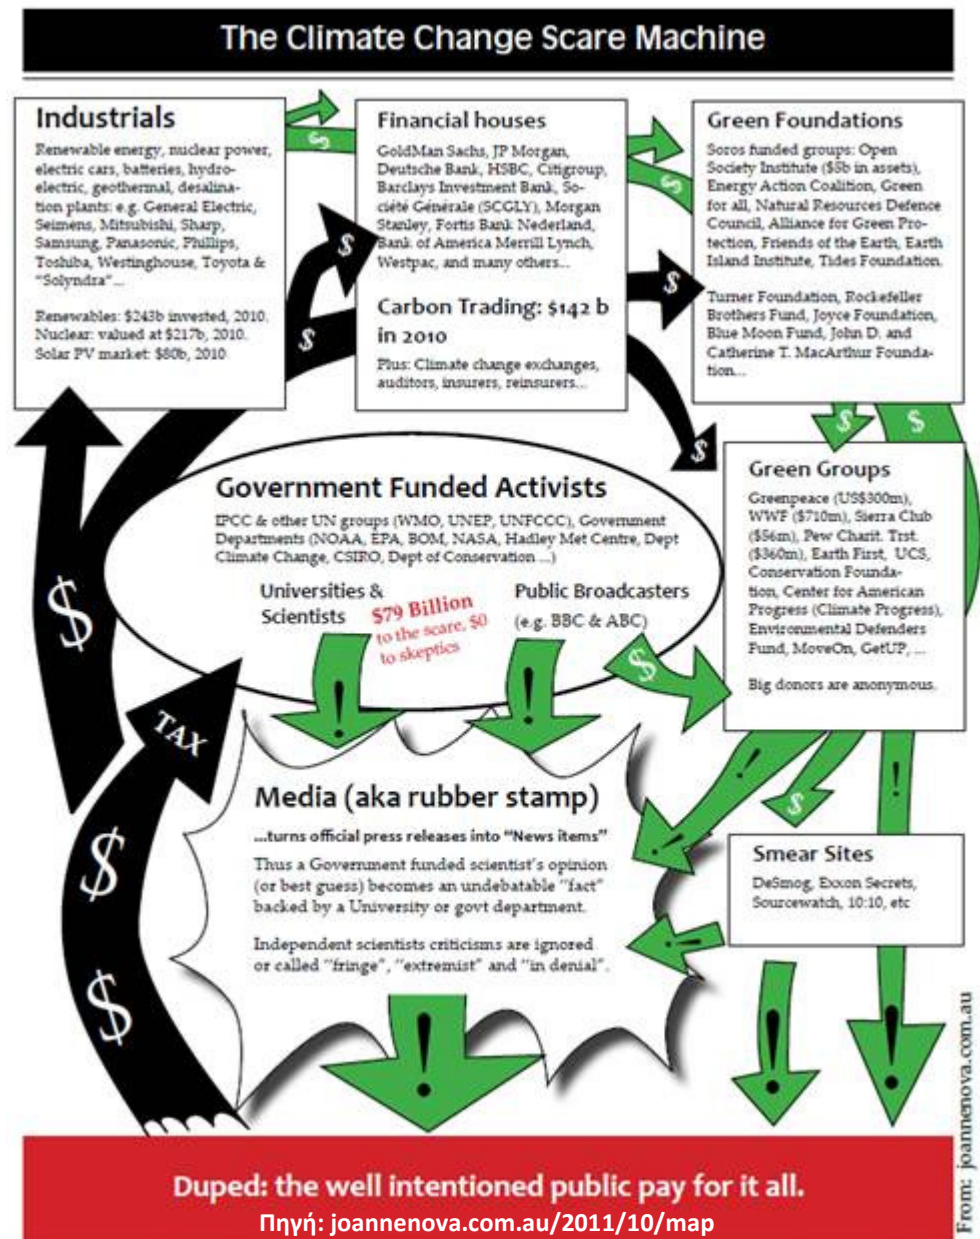 The Climate Change Scare Machine
Industrials
Renewable energy, nuclear power,
electric cars, batteries, hydro-
electric, geothermal, desalina-
tion plants: e.g. General Electric,
Seimens, Mitsubishi, Sharp,
Samsung, Panasonic, Phillips,
Toshiba, Westinghouse, Toyota &
"Solyndra"...
Renewables: $243b invested, 2010.
Nuclear: valued at $217b, 2010.
Solar PV market: $80b, 2010
$
Financial houses
GoldMan Sachs, JP Morgan,
Deutsche Bank, HSBC, Citigroup,
Barclays Investment Bank, So-
ciété Générale (SCGLY), Morgan
Stanley, Fortis Bank Nederland,
Bank of America Merrill Lynch,
Westpac, and many others...
Carbon Trading: $142 b
in 2010
Plus: Climate change exchanges,
auditors, insurers, reinsurers...
$
$
$
$
$
Green Foundations
Soros funded groups: Open
Society Institute ($5b in assets),
Energy Action Coalition, Green
for all, Natural Resources Defence
Council, Alliance for Green Pro-
tection, Friends of the Earth, Earth
Island Institute, Tides Foundation.
Turner Foundation, Rockefeller
Brothers Fund, Joyce Foundation,
Blue Moon Fund, John D. and
Catherine T. MacArthur Founda-
tion...
$
$
Green Groups
Greenpeace (US$300m),
WWF ($710m), Sierra Club
($56m), Pew Charit. Trst.
($360m), Earth First, UCS,
Conservation Founda-
tion, Center for American
Progress (Climate Progress),
Environmental Defenders
Fund, MoveOn, GetUP, ...
Big donors are anonymous.
Government Funded Activists
IPCC & other UN groups (WMO, UNEP, UNFCCC), Government
Departments (NOAA, EPA, BOM, NASA, Hadley Met Centre, Dept
Climate Change, CSIRO, Dept of Conservation ...)
Universities &
Scientists
$79 Billion
to the scare, $0
to skeptics
Public Broadcasters
(e.g. BBC & ABC)
$
!
!
$
TAX
$
$
Media (aka rubber stamp)
...turns official press releases into "News items"
Thus a Government funded scientist's opinion
(or best guess) becomes an undebatable "fact"
backed by a University or govt department.
Independent scientists criticisms are ignored
or called "fringe", "extremist" and "in denial".
!
$
!
Smear Sites
DeSmog, Exxon Secrets,
Sourcewatch, 10:10, etc
!
!
!
!
Duped: the well intentioned public pay for it all.
Πηγή: joannenova.com.au/2011/10/map
From: joannenova.com.au